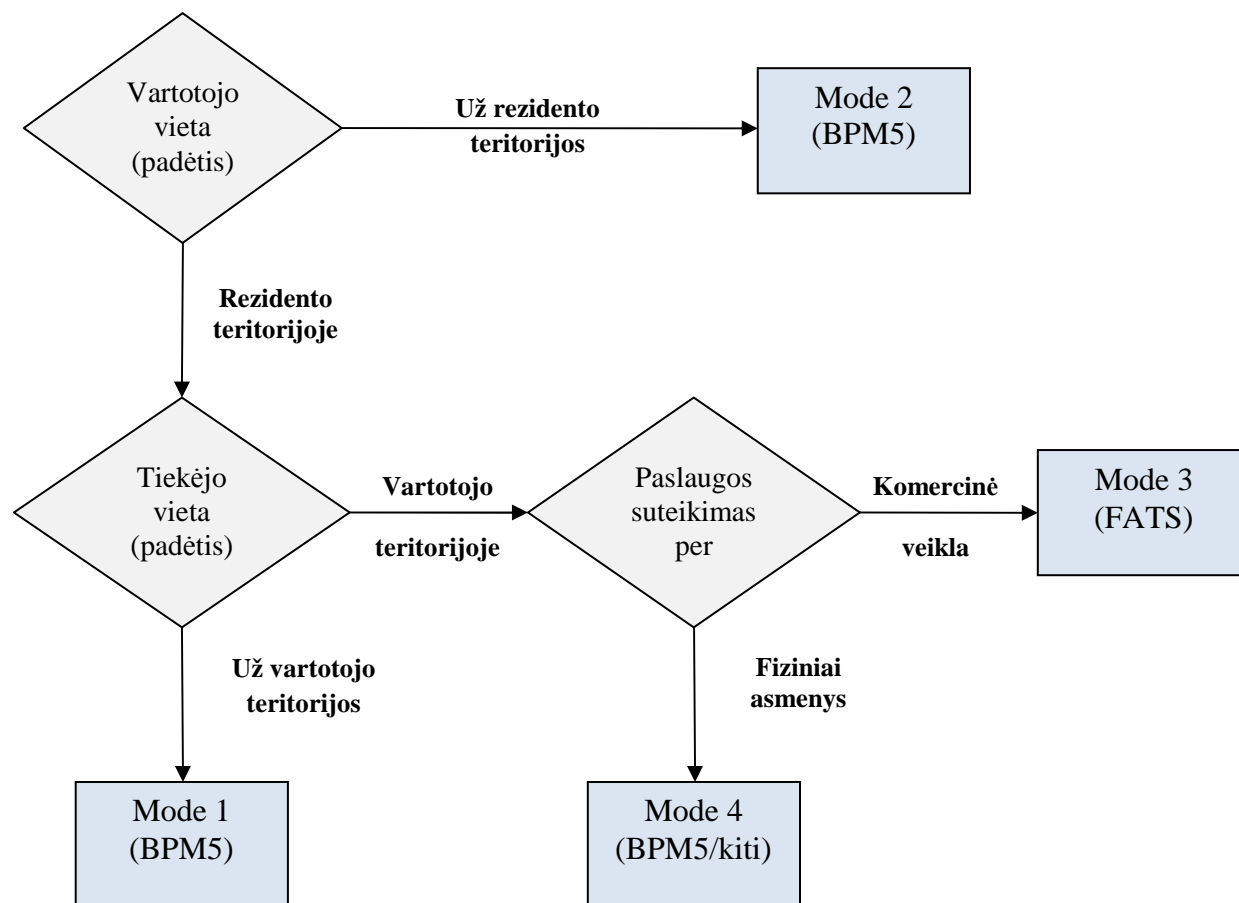 Vartotojo
vieta
(padėtis)
Už rezidento
teritorijos
Mode 2
(BPM5)
Rezidento
teritorijoje
Tiekėjo
vieta
(padėtis)
Vartotojo
teritorijoje
Paslaugos
suteikimas
per
Komercinė
veikla
Mode 3
(FATS)
Už vartotojo
teritorijos
Fiziniai
asmenys
Mode 1
(BPM5)
Mode 4
(BPM5/kiti)